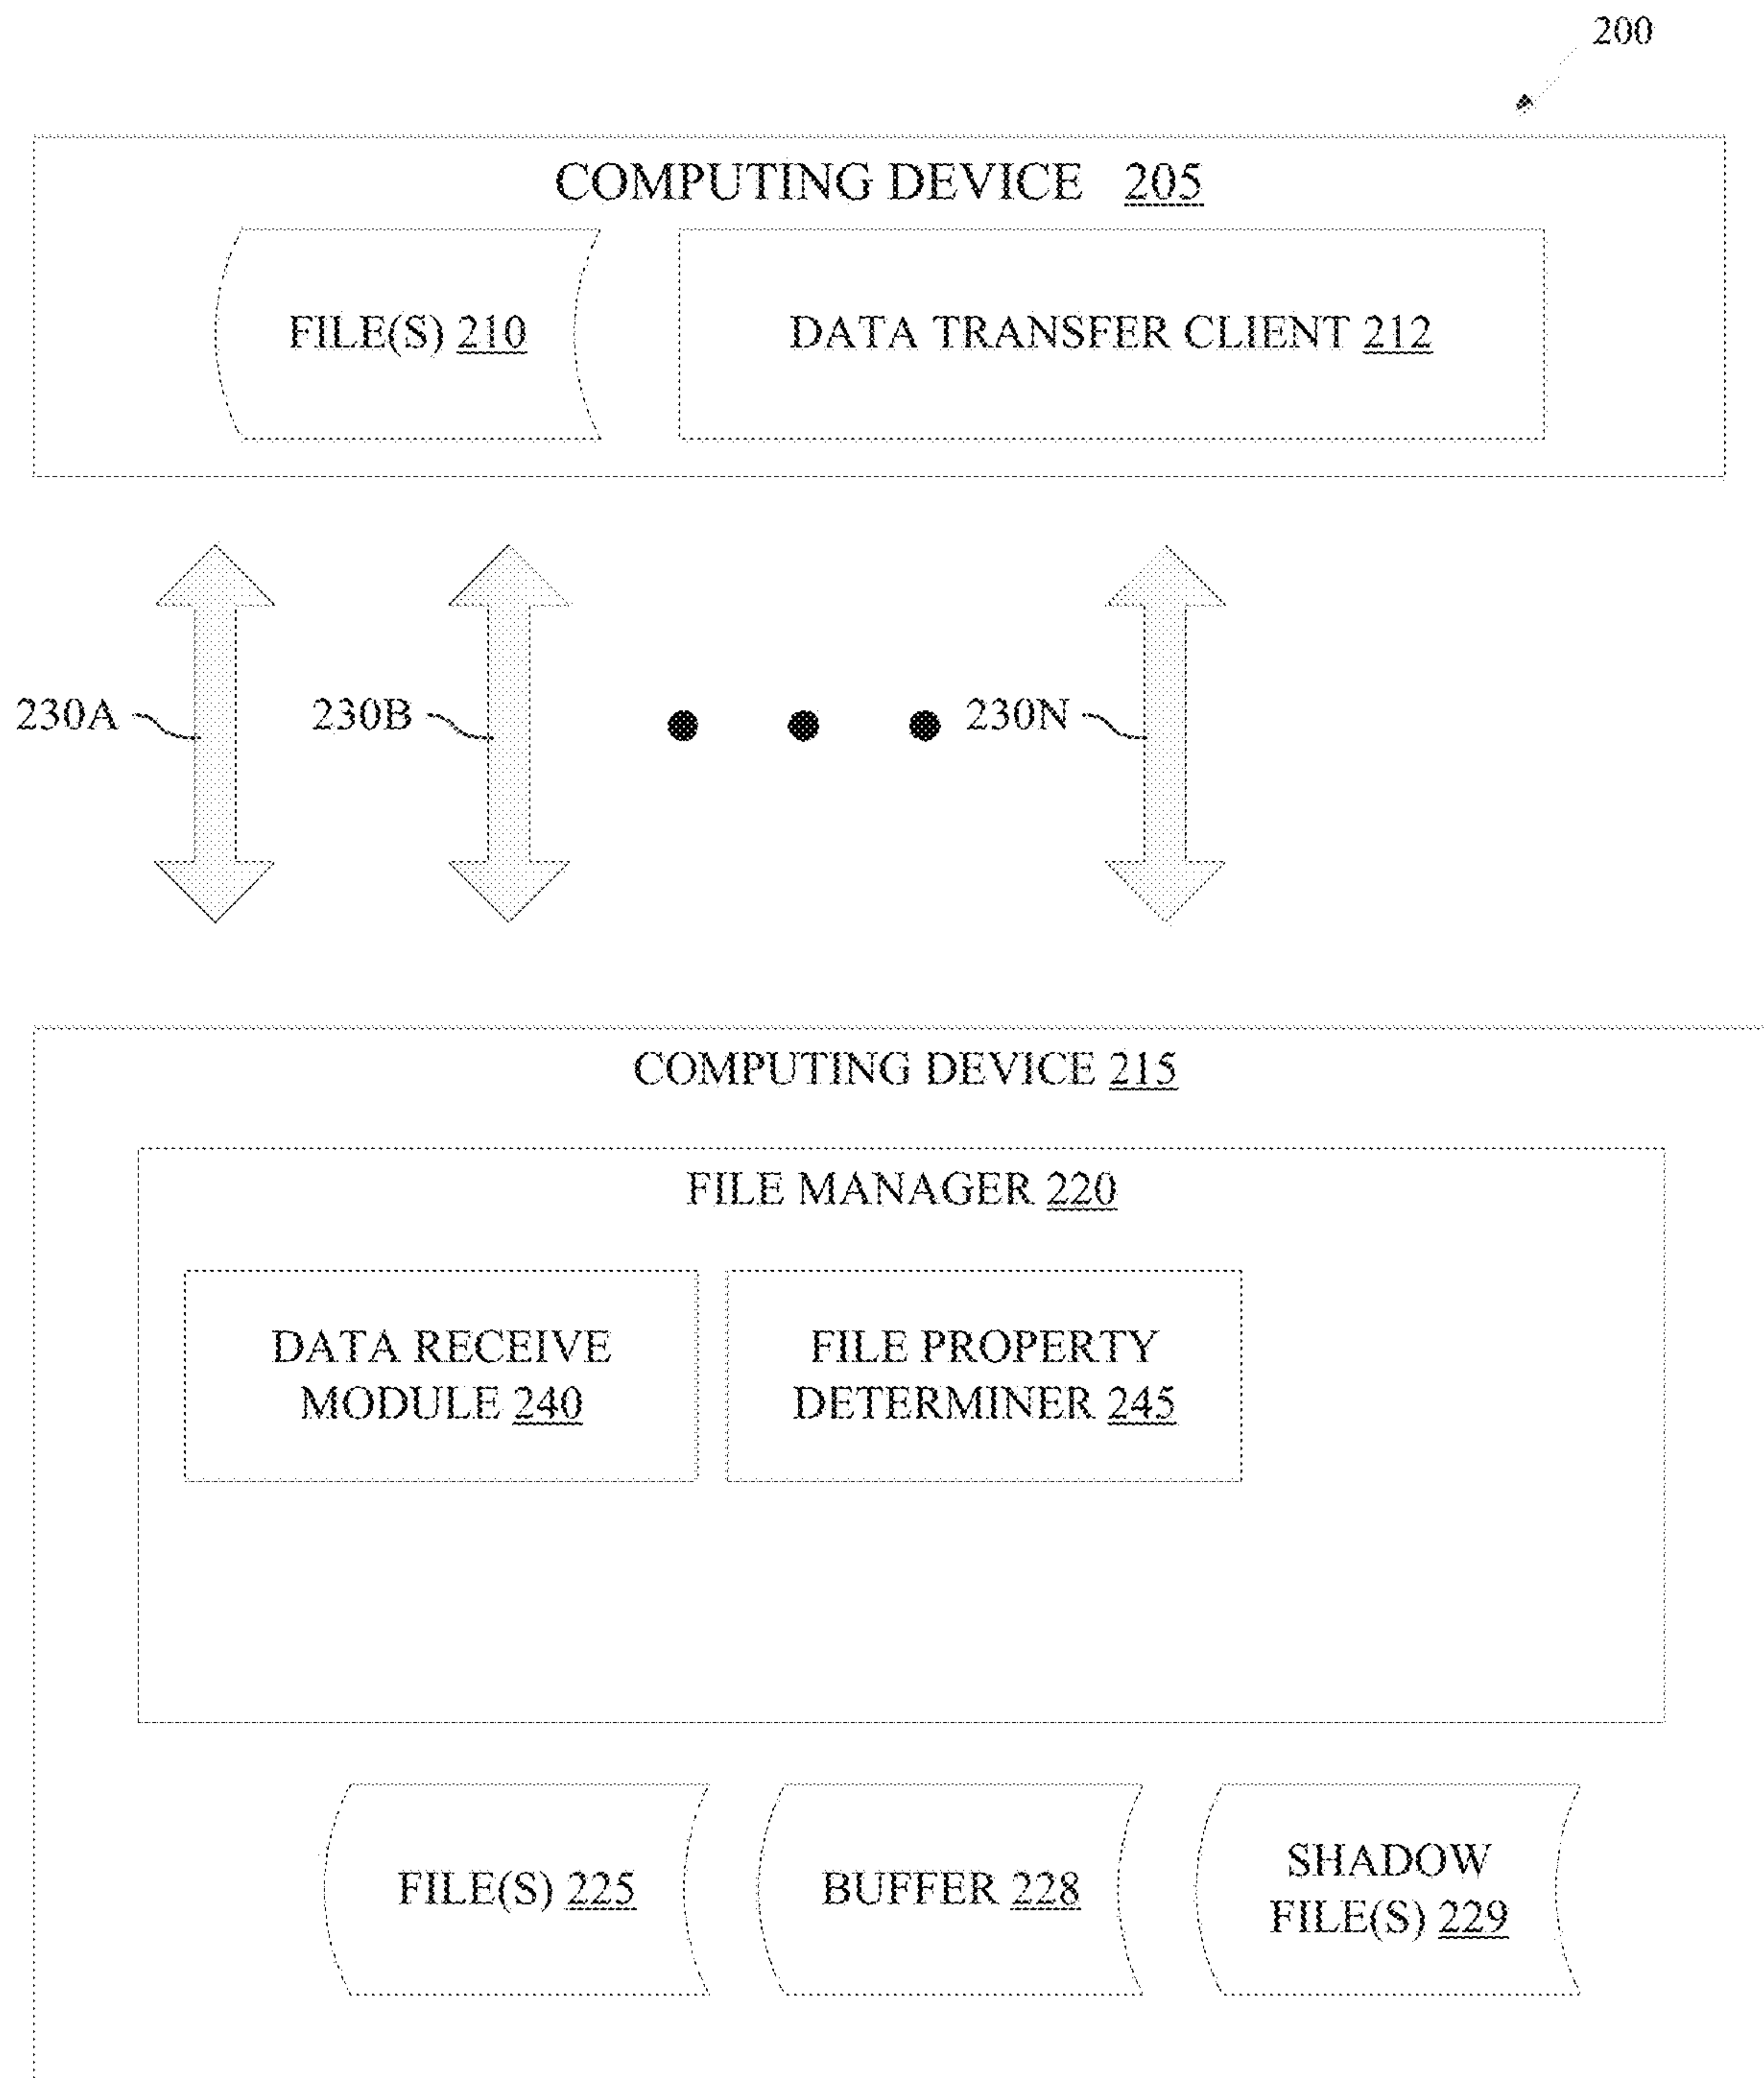 200
COMPUTING DEVICE 205
FILE(S) 210
DATA TRANSFER CLIENT 212
230A
230B
230N
COMPUTING DEVICE 215
FILE MANAGER 220
DATA RECEIVE
MODULE 240
FILE PROPERTY
DETERMINER 245
FILE(S) 225
BUFFER 228
SHADOW
FILE(S) 229